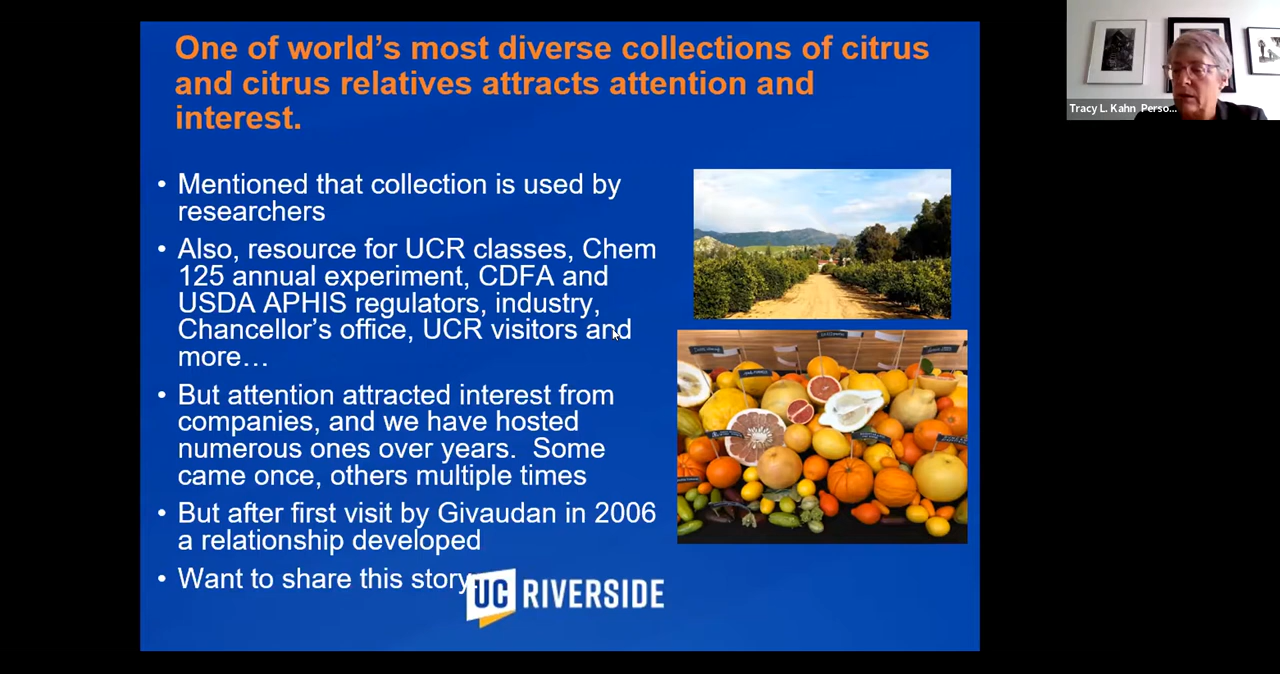 One of world's most diverse collections of citrus
and citrus relatives attracts attention and
interest.
• Mentioned that collection is used by
researchers
• Also, resource for UCR classes, Chem
125 annual experiment, CDFA and
USDA APHIS regulators, industry,
Chancellor's office, UCR visitors and
more…
• But attention attracted interest from
companies, and we have hosted
numerous ones over years.  Some
came once, others multiple times
• But after first visit by Givaudan in 2006
a relationship developed
• Want to share this story
UC RIVERSIDE
Tracy L. Kahn Perso...